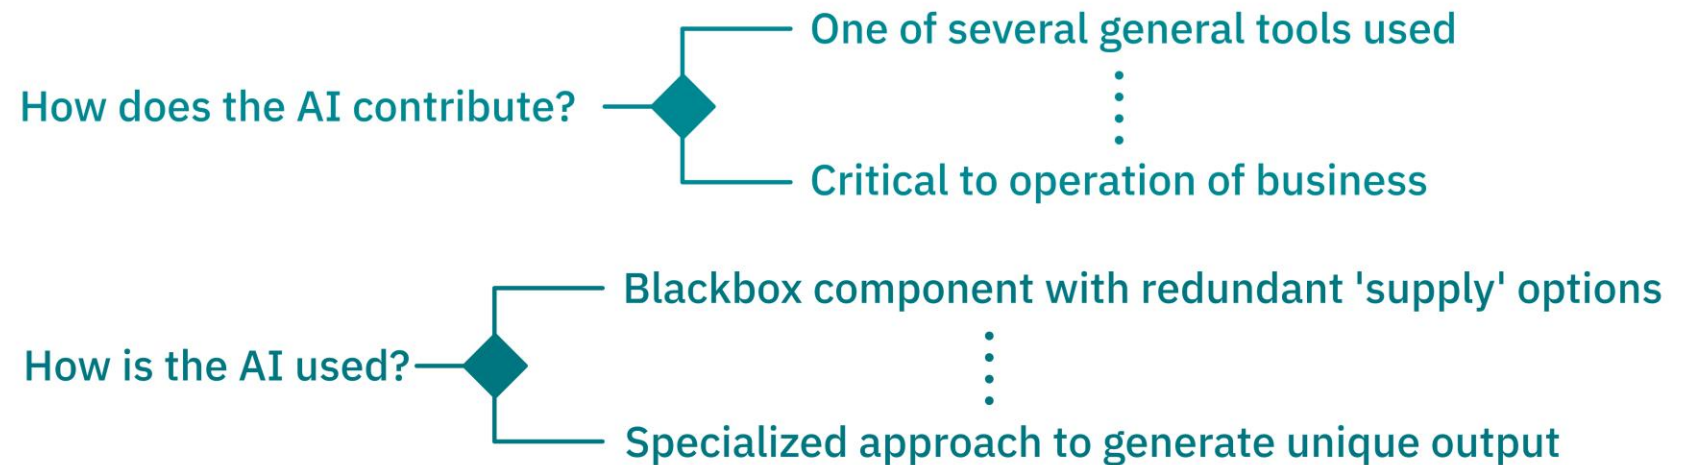 One of several general tools used
How does the AI contribute?
Critical to operation of business
Blackbox component with redundant 'supply' options
How is the AI used?
Specialized approach to generate unique output